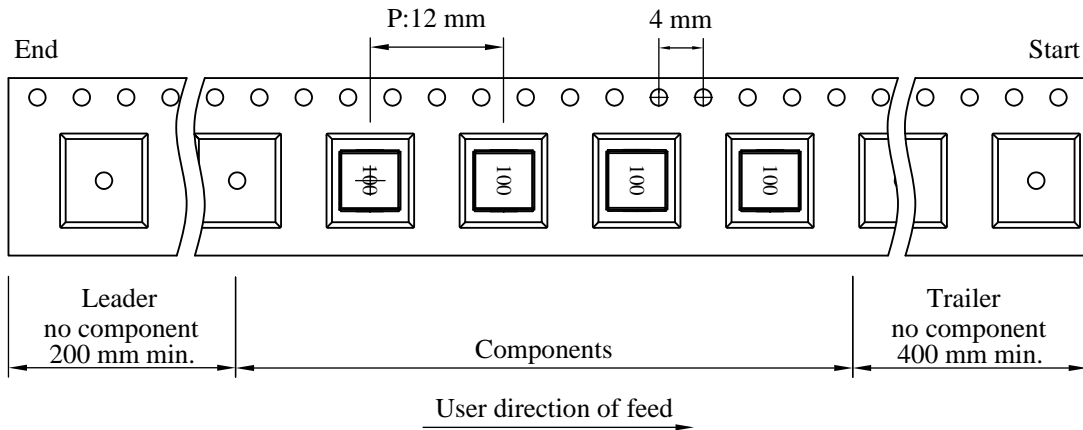 P:12 mm
4 mm
End
Start
100
100
100
100
Leader
no component
200 mm min.
Components
Trailer
no component
400 mm min.
User direction of feed